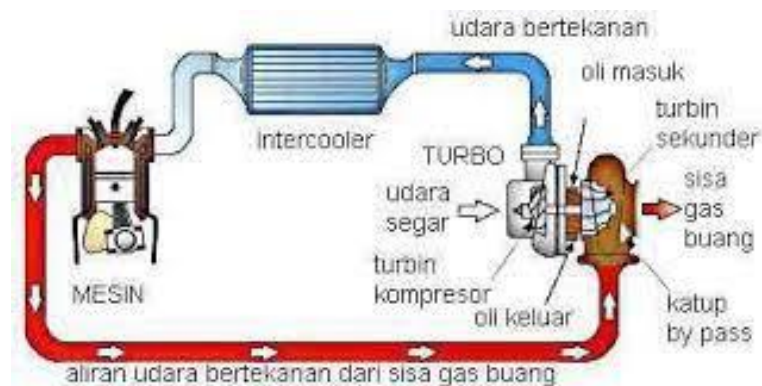 udara bertekanan
oli masuk
intercooler
TURBO
turbin
sekunder
udara
segar
sisa
gas
buang
turbin
kompresor
MESIN
oli keluar
katup
by pass
aliran udara bertekanan dari sisa gas buang